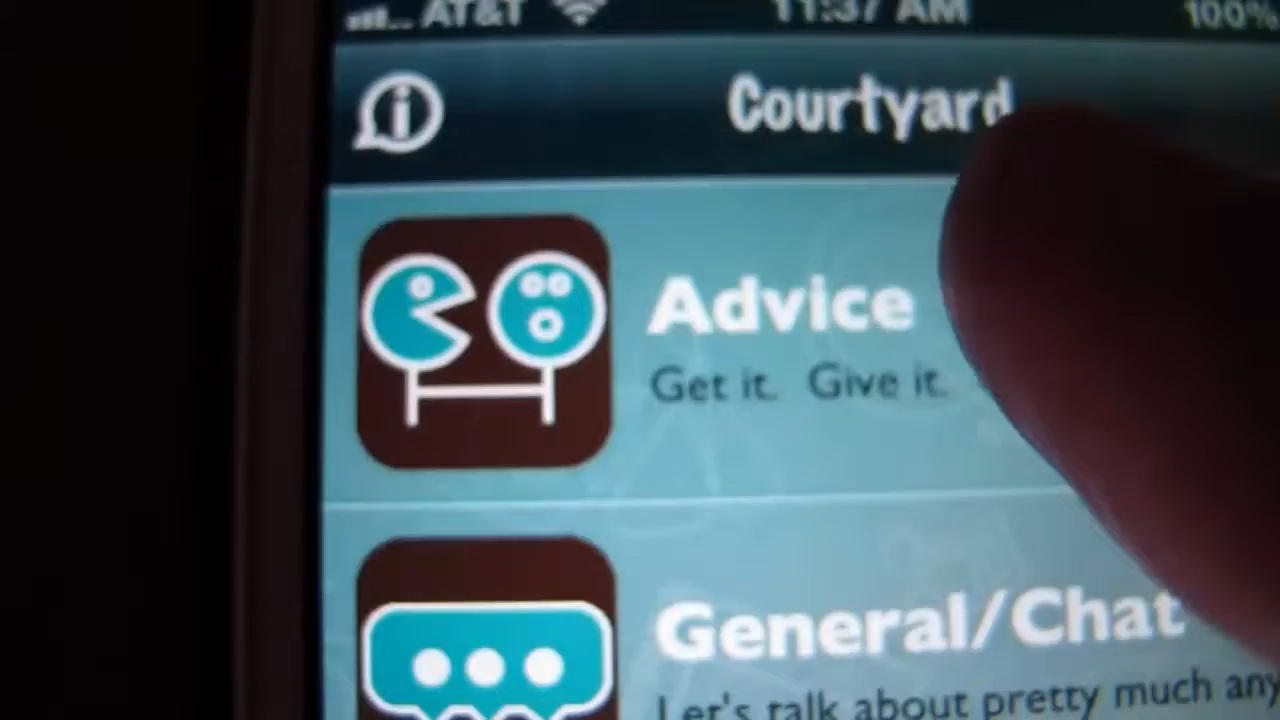 AT&T 11:37 AM 100%
Courtyard
Advice
Get it. Give it.
General/Chat
Let's talk about pretty much any